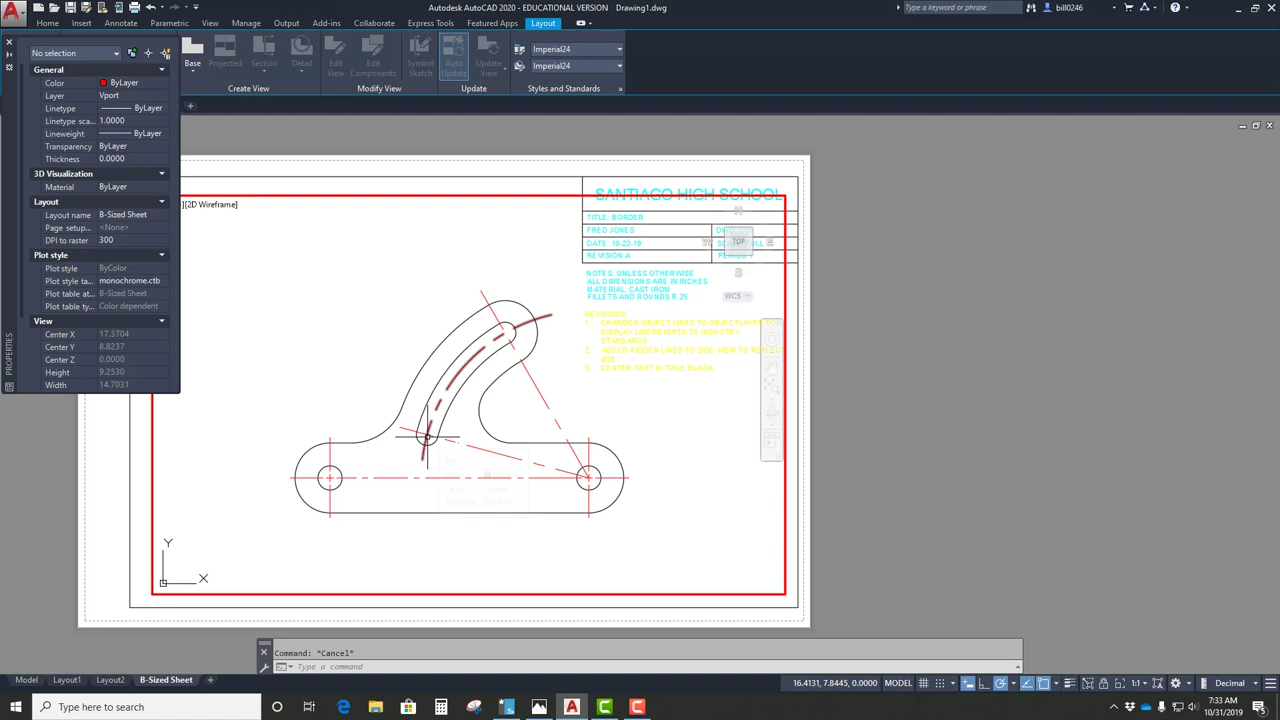 Autodesk AutoCAD 2020 - EDUCATIONAL VERSION Drawing1.dwg
Type a keyword or phrase
bill246
Home Insert Annotate Parametric View Manage Output Add-ins Collaborate Express Tools Featured Apps Layout
No selection
Base Projected Section Detail
Edit View
Edit Components
Symbol Sketch
Auto Update
Update View
Imperial24
Imperial24
Create View Modify View Update Styles and Standards
General
Color ByLayer
Layer Vport
Linetype ByLayer
Linetype sca... 1.0000
Lineweight ByLayer
Transparency ByLayer
Thickness 0.0000
3D Visualization
Material ByLayer
Layout
Layout name B-Sized Sheet
Page setup... <None>
DPI to raster 300
Plot style
Plot style ByColor
Plot style ta... monochrome.ctb
Plot table at... B-Sized Sheet
Plot table ty... Color dependent
View
Center X 17.3704
Center Y 8.8237
Center Z 0.0000
Height 9.2530
Width 14.7031
PROPERTIES
][2D Wireframe]
SANTIAGO HIGH SCHOOL
TITLE: BORDER
FRED JONES
DATE: 10-22-19
REVISION A
PERIOD 1
N
W TOP E
S
WCS
NOTES: UNLESS OTHERWISE
ALL DIMENSIONS ARE IN INCHES
MATERIAL: CAST IRON
FILLETS AND ROUNDS R.25
REVISIONS:
1. CHANGED OBJECT LINES TO OBJECT LAYER TO
DISPLAY LINEWEIGHTS TO INDUSTRY
STANDARDS
2. ADDED HIDDEN LINES TO SIDE VIEW TO
3. CENTER TEXT IS TITLE BLOCK
Y
X
Command: *Cancel*
Type a command
Model Layout1 Layout2 B-Sized Sheet
16.4131, 7.8445, 0.0000 MODEL
1:1
Decimal
Type here to search
7:33 AM
10/31/2019